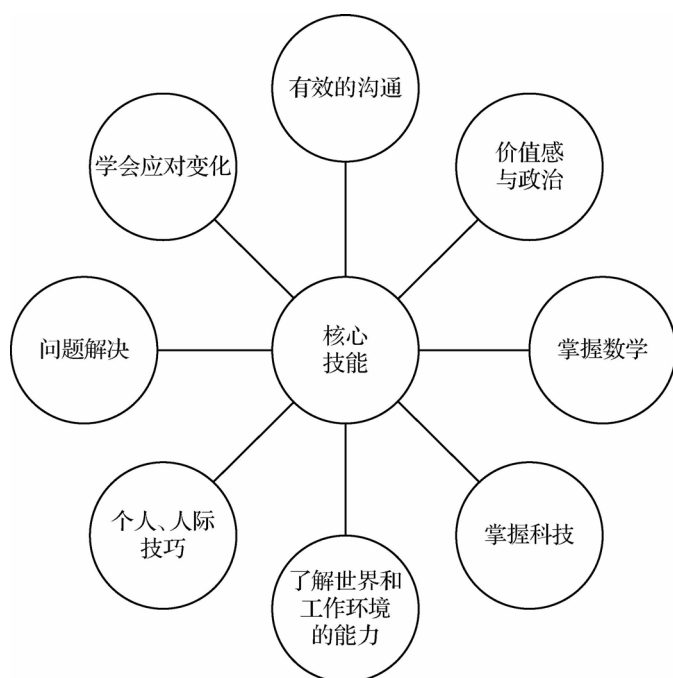 有效的沟通
学会应对变化
价值感
与政治
问题解决
核心
技能
掌握数学
个人、人际
技巧
掌握科技
了解世界和
工作环境
的能力